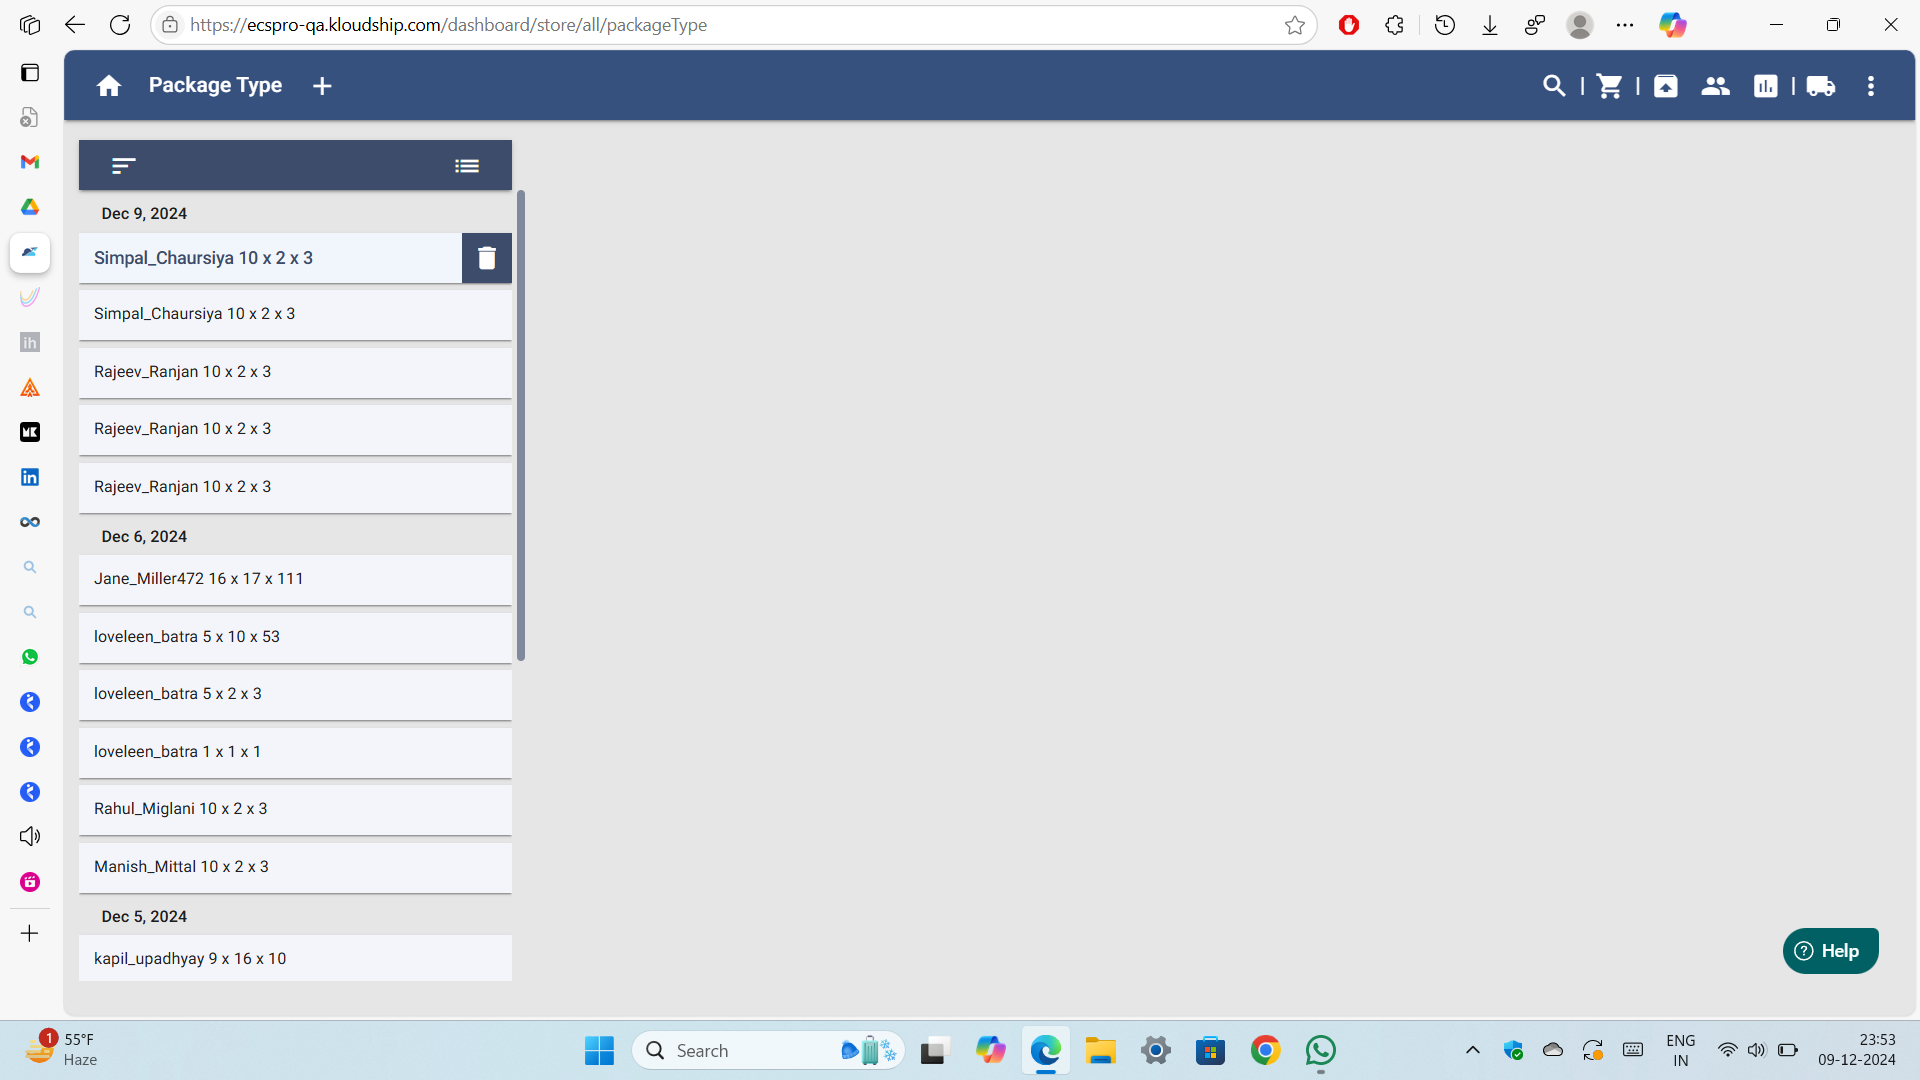 https://ecspro-qa.kloudship.com/dashboard/store/all/packageType
Package Type
Dec 9, 2024
Simpal_Chaursiya 10 x 2 x 3
Simpal_Chaursiya 10 x 2 x 3
Rajeev_Ranjan 10 x 2 x 3
Rajeev_Ranjan 10 x 2 x 3
Rajeev_Ranjan 10 x 2 x 3
Dec 6, 2024
Jane_Miller472 16 x 17 x 111
loveleen_batra 5 x 10 x 53
loveleen_batra 5 x 2 x 3
loveleen_batra 1 x 1 x 1
Rahul_Miglani 10 x 2 x 3
Manish_Mittal 10 x 2 x 3
Dec 5, 2024
kapil_upadhyay 9 x 16 x 10
ih
MK
in
Help
1
55°F
Haze
Search
ENG
IN
23:53
09-12-2024